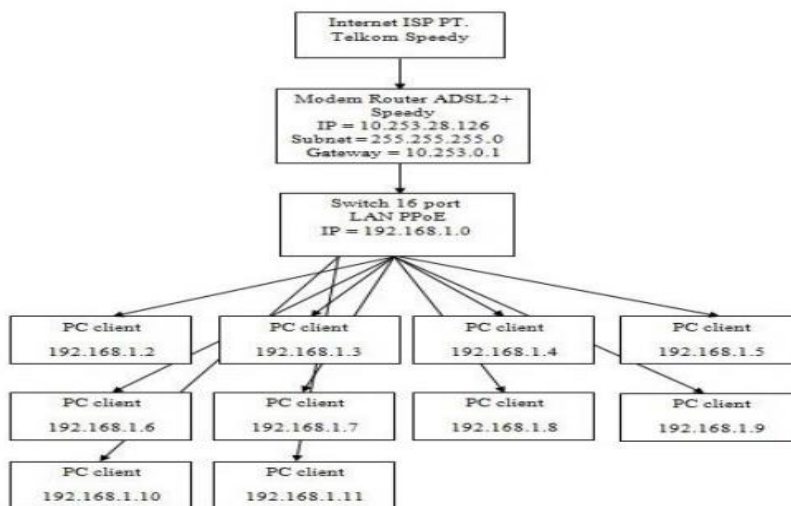 Internet ISP PT.
Telkom Speedy
Modem Router ADSL2+
Speedy
IP = 10.253.28.126
Subnet=255.255.255.0
Gateway = 10.253.0.1
Switch 16 port
LAN PPoE
IP = 192.168.1.0
PC client
192.168.1.2
PC client
192.168.1.3
PC client
192.168.1.4
PC client
192.168.1.5
PC client
192.168.1.6
PC client
192.168.1.7
PC client
192.168.1.8
PC client
192.168.1.9
PC client
192.168.1.10
PC client
192.168.1.11